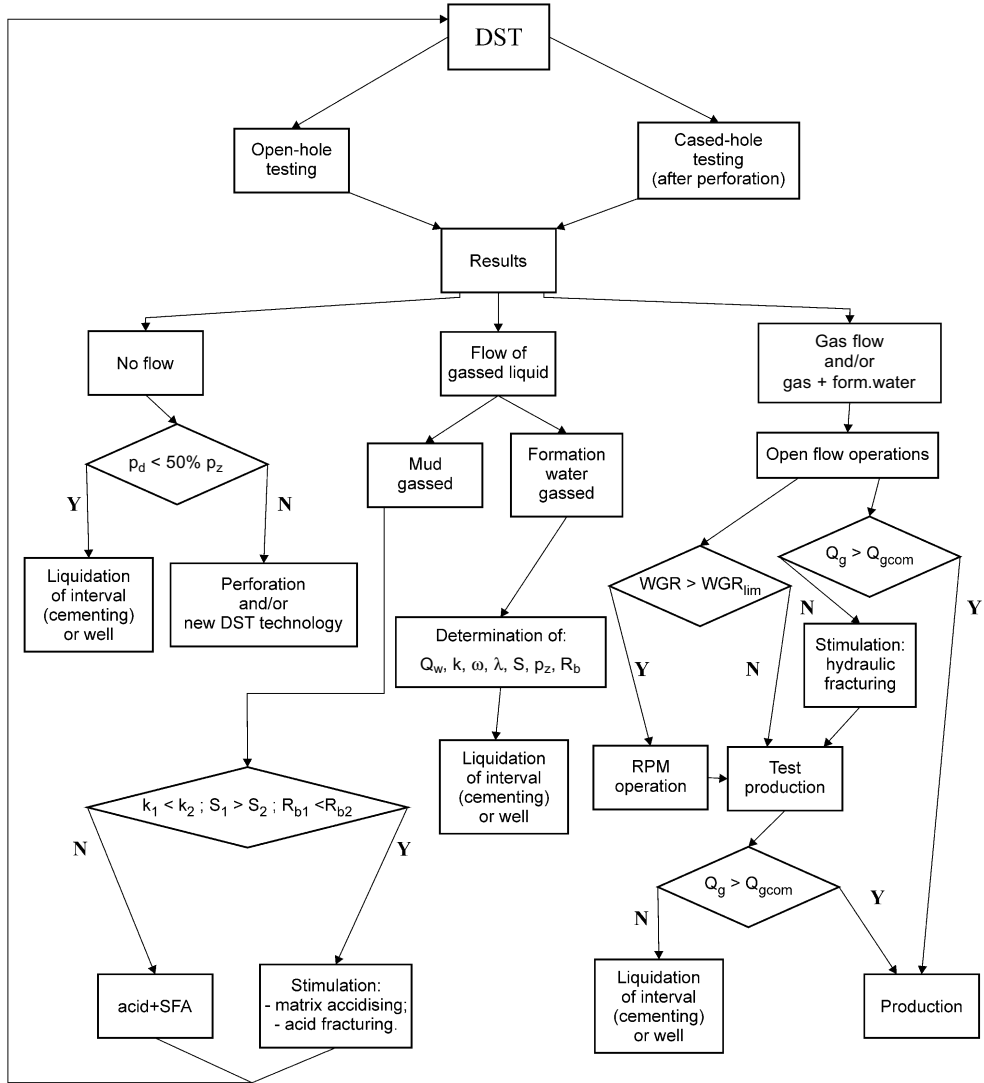 DST
Open-hole
testing
Cased-hole
testing
(after perforation)
Results
No flow
Flow of
gassed liquid
Gas flow
and/or
gas + form.water
p_d < 50% p_z
Y
N
Mud
gassed
Formation
water
gassed
Open flow operations
Liquidation
of interval
(cementing)
or well
Perforation
and/or
new DST technology
WGR > WGR_lim
Q_g > Q_gcom
N
Y
Determination of:
Q_w, k, ω, λ, S, p_z, R_b
Stimulation:
hydraulic
fracturing
Y
N
Liquidation
of interval
(cementing)
or well
RPM
operation
Test
production
k_1 < k_2 ; S_1 > S_2 ; R_b1 <R_b2
N
Y
Q_g > Q_gcom
N
Y
acid+SFA
Stimulation:
- matrix accidising;
- acid fracturing.
Liquidation
of interval
(cementing)
or well
Production